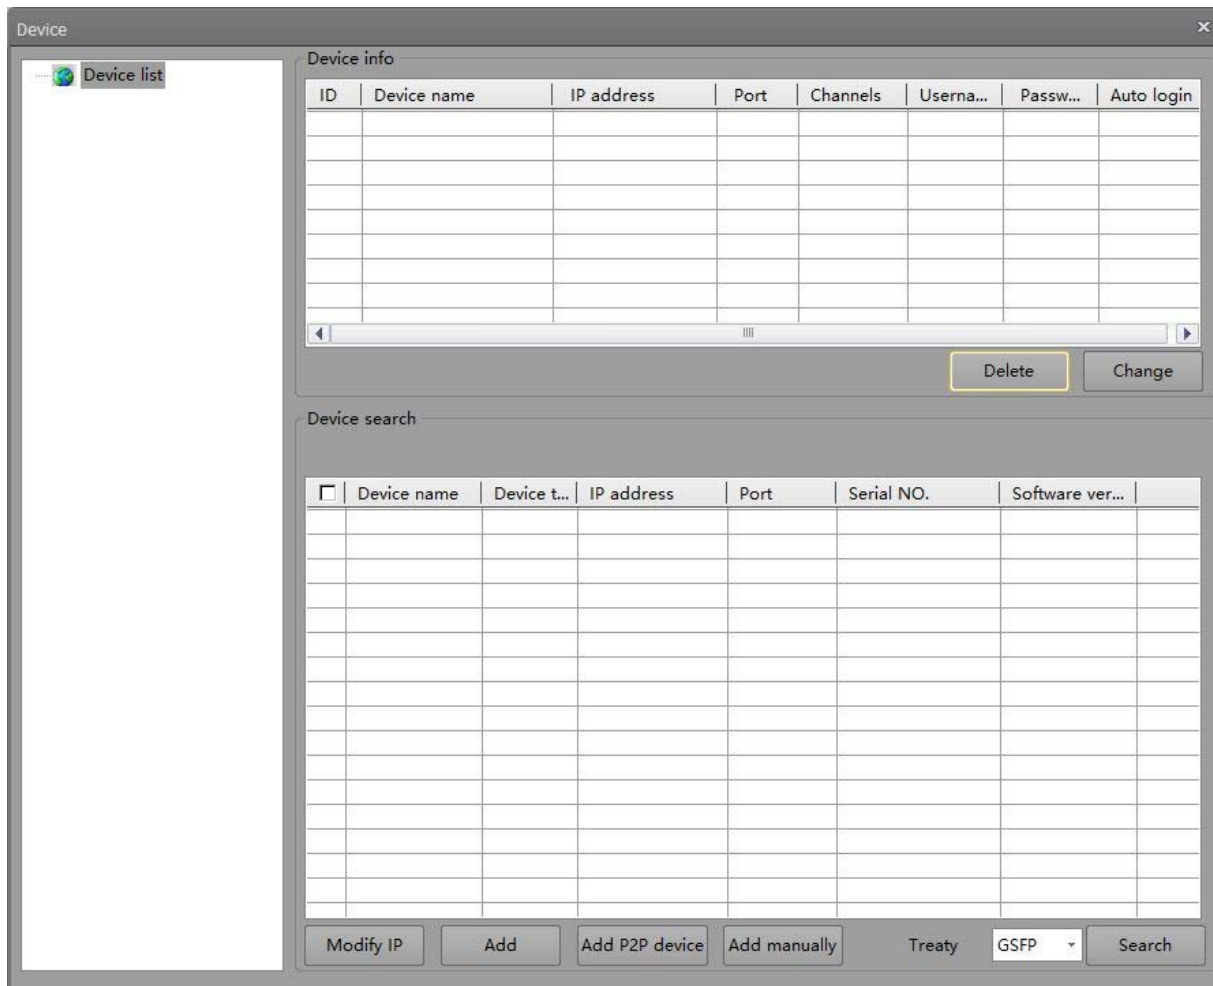 Device
Device list
Device info
ID Device name IP address Port Channels Userna... Passw... Auto login
Delete Change
Device search
Device name Device t... IP address Port Serial NO. Software ver...
Modify IP Add Add P2P device Add manually Treaty GSFP Search